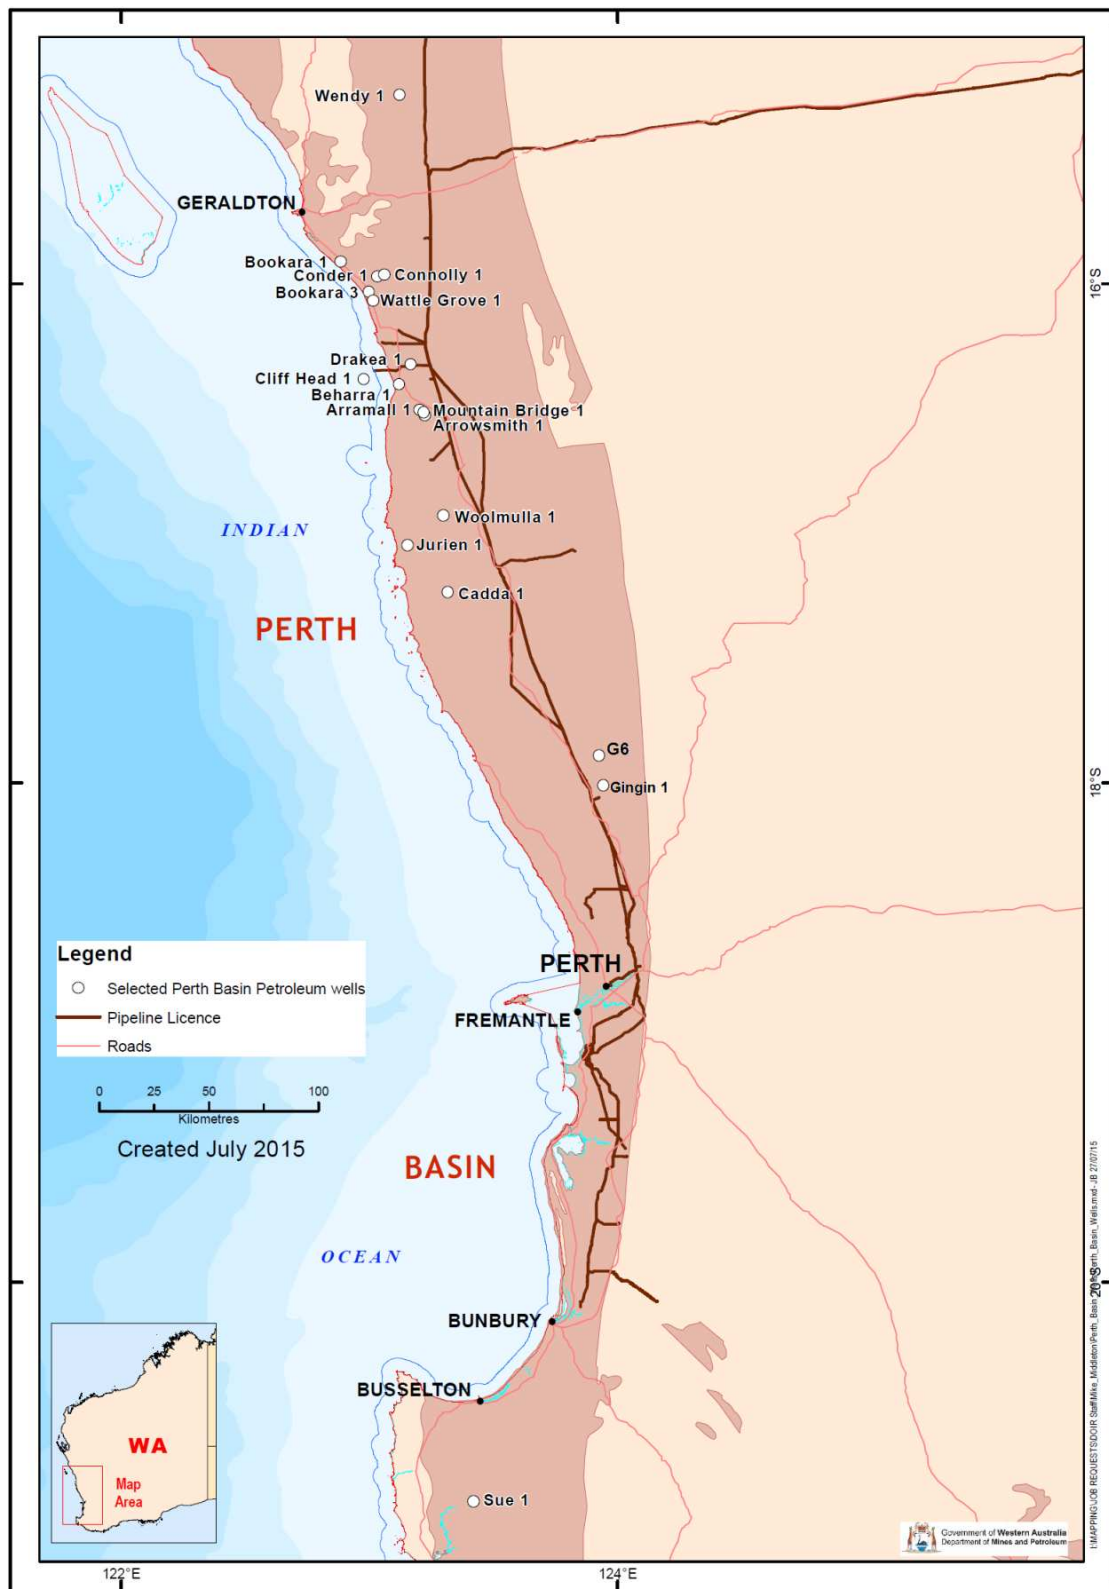 Wendy 1
GERALDTON
Bookara 1
Conder 1
Connolly 1
Bookara 3
Wattle Grove 1
16°S
Drakea 1
Cliff Head 1
Beharra 1
Arramall 1
Mountain Bridge 1
Arrowsmith 1
INDIAN
Woolmulla 1
Jurien 1
Cadda 1
PERTH
G6
Gingin 1
18°S
Legend
Selected Perth Basin Petroleum wells
Pipeline Licence
Roads
PERTH
FREMANTLE
0 25 50 100
Kilometres
Created July 2015
BASIN
OCEAN
20°S
BUNBURY
BUSSELTON
WA
Map
Area
Sue 1
Government of Western Australia
Department of Mines and Petroleum
122°E
124°E